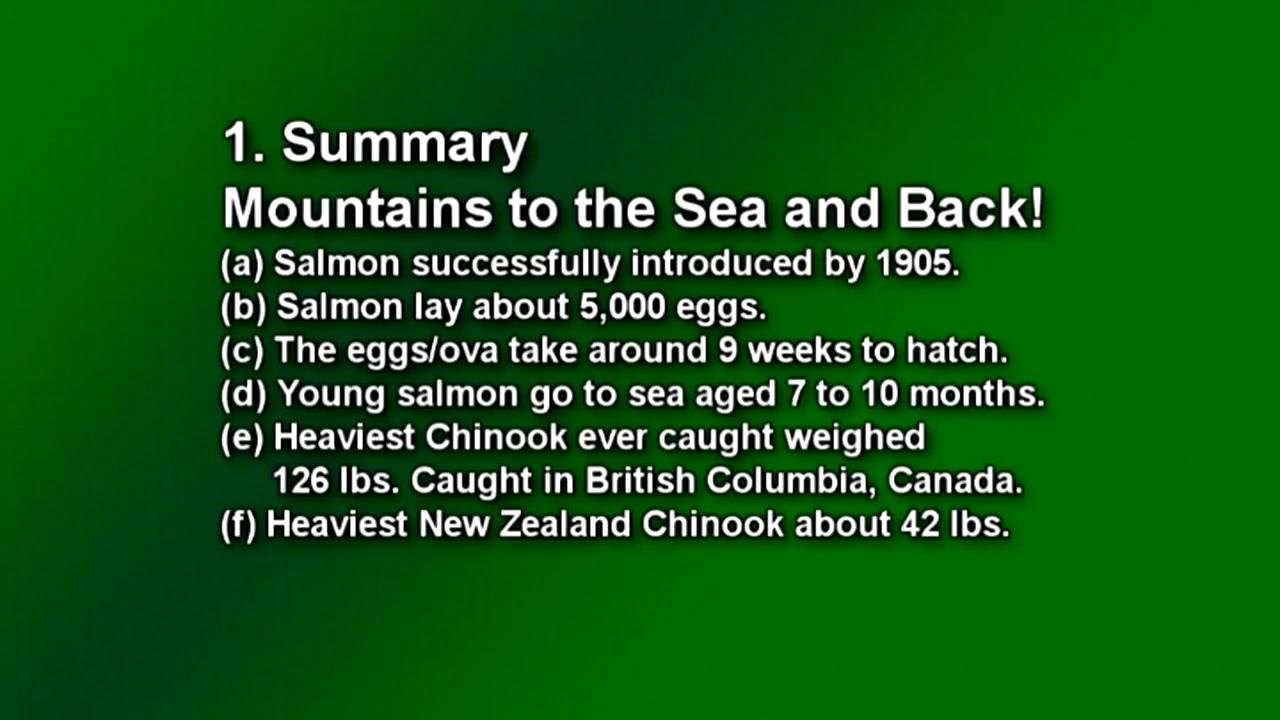 1. Summary
Mountains to the Sea and Back!
(a) Salmon successfully introduced by 1905.
(b) Salmon lay about 5,000 eggs.
(c) The eggs/ova take around 9 weeks to hatch.
(d) Young salmon go to sea aged 7 to 10 months.
(e) Heaviest Chinook ever caught weighed
126 lbs. Caught in British Columbia, Canada.
(f) Heaviest New Zealand Chinook about 42 lbs.